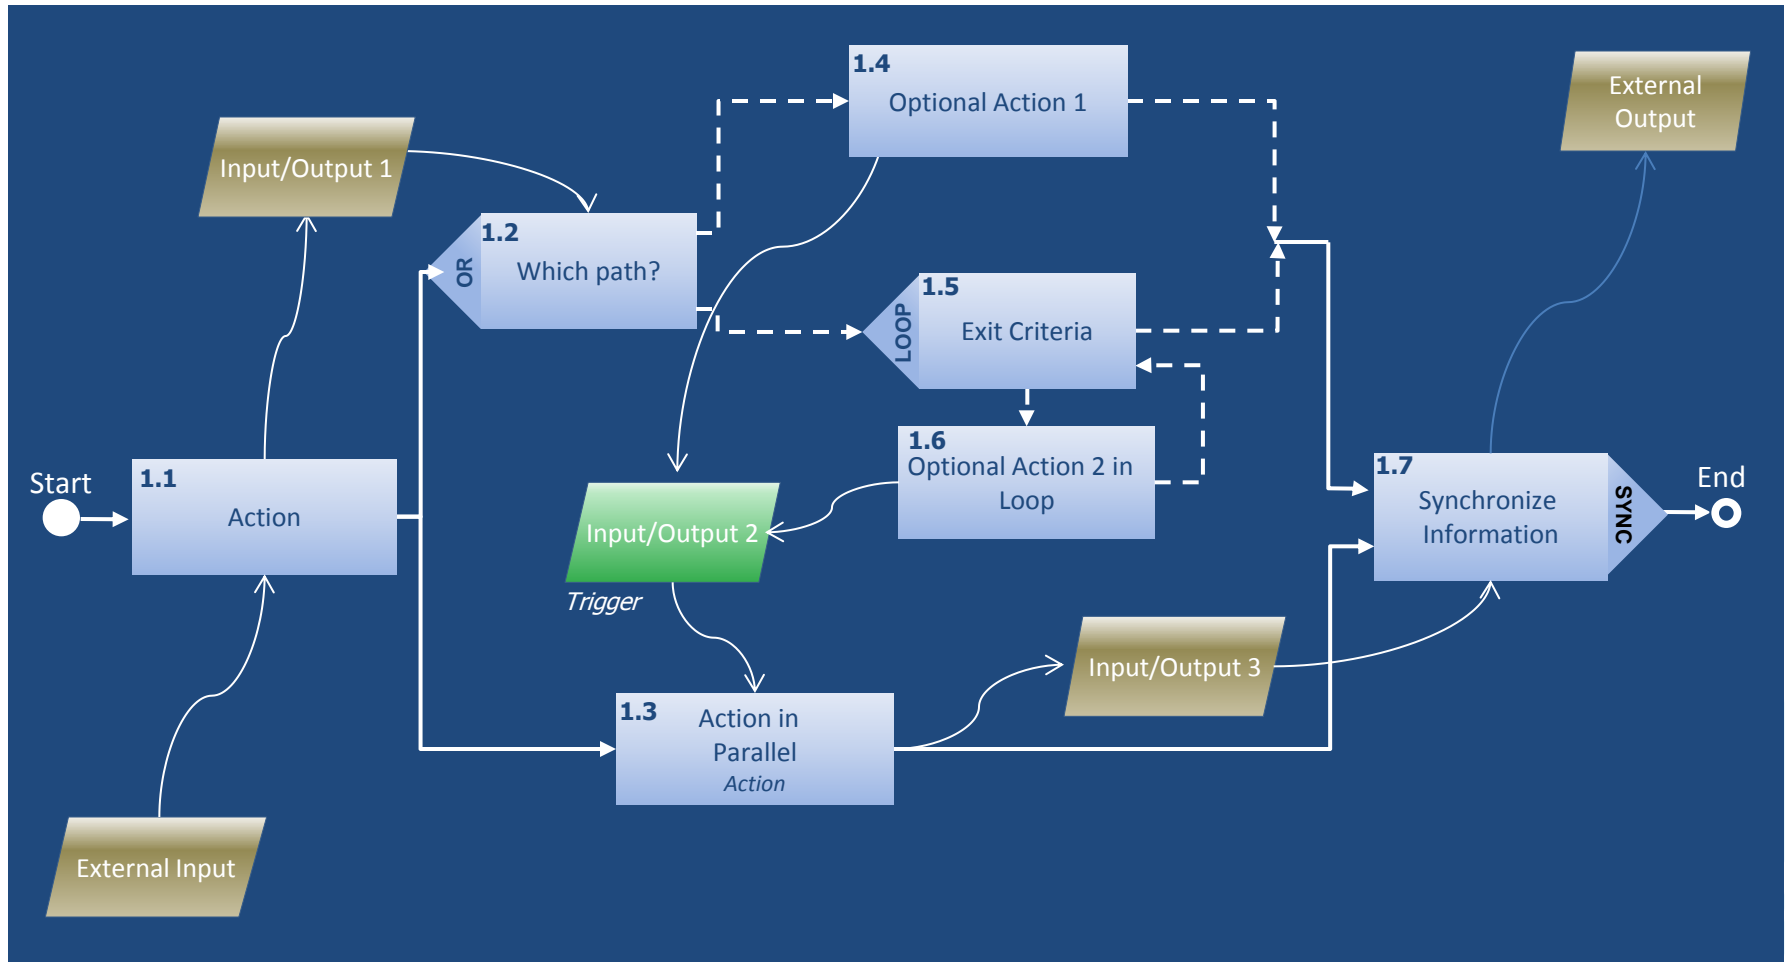 1.4
Optional Action 1
External
Output
Input/Output 1
1.2
OR
Which path?
1.5
LOOP
Exit Criteria
1.6
Optional Action 2 in
Loop
Start
1.1
Action
Input/Output 2
Trigger
1.7
Synchronize
Information
SYNC
End
Input/Output 3
1.3
Action in
Parallel
Action
External Input